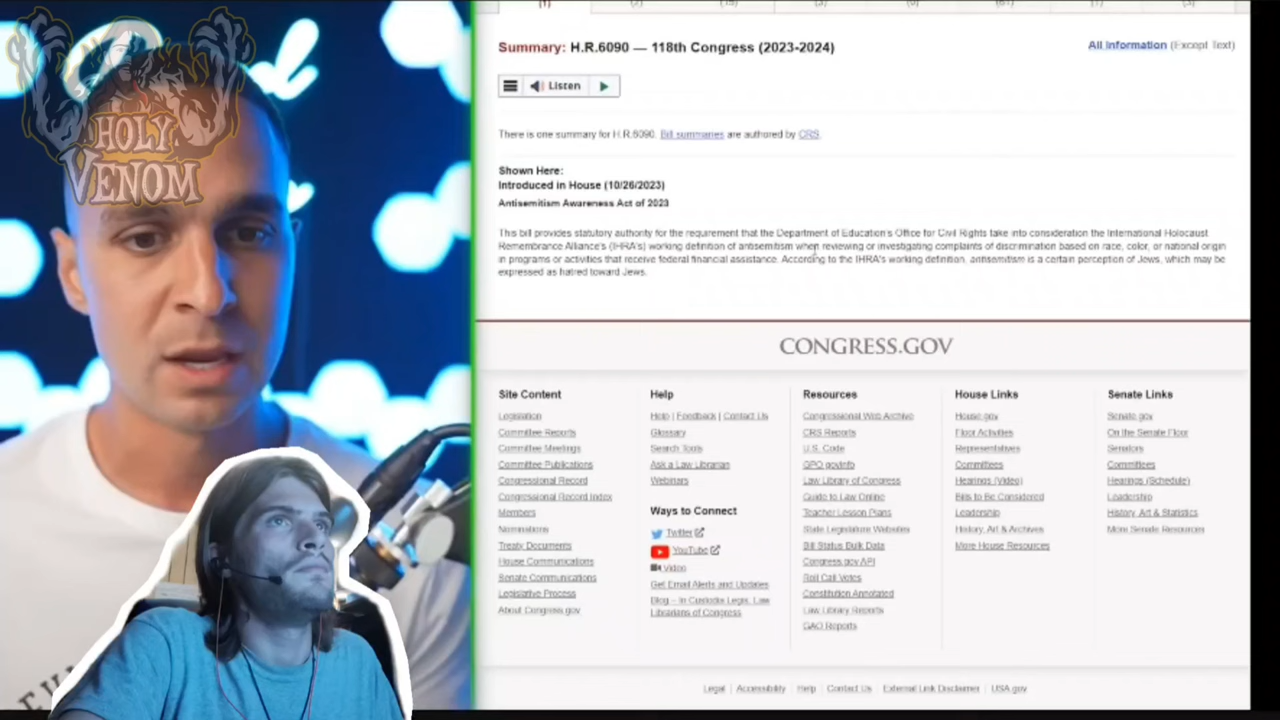 HOLY
VENOM
(1)
Summary: H.R.6090 — 118th Congress (2023-2024)
All Information (Except Text)
Listen
There is one summary for H.R.6090. Bill summaries are authored by CRS.
Shown Here:
Introduced in House (10/26/2023)
Antisemitism Awareness Act of 2023
This bill provides statutory authority for the requirement that the Department of Education's Office for Civil Rights take into consideration the International Holocaust
Remembrance Alliance's (IHRA's) working definition of antisemitism when reviewing or investigating complaints of discrimination based on race, color, or national origin
in programs or activities that receive federal financial assistance. According to the IHRA's working definition, antisemitism is a certain perception of Jews, which may be
expressed as hatred toward Jews.
CONGRESS.GOV
Site Content
Legislation
Committee Reports
Committee Meetings
Committee Publications
Congressional Record
Congressional Record Index
Members
Nominations
Treaty Documents
House Communications
Senate Communications
Legislative Process
About Congress.gov
Help
Help | Feedback | Contact Us
Glossary
Search Tools
Ask a Law Librarian
Webinars
Ways to Connect
Twitter
YouTube
Video
Get Email Alerts and Updates
Blog – In Custodia Legis: Law
Librarians of Congress
Resources
Congressional Web Archive
CRS Reports
U.S. Code
GPO govinfo
Law Library of Congress
Guide to Law Online
Teacher Lesson Plans
State Legislature Websites
Bill Status Bulk Data
Congress.gov API
Roll Call Votes
Constitution Annotated
Law Library Reports
GAO Reports
House Links
House.gov
Floor Activities
Representatives
Committees
Hearings (Video)
Bills to Be Considered
Leadership
History, Art & Archives
More House Resources
Senate Links
Senate.gov
On the Senate Floor
Senators
Committees
Hearings (Schedule)
Leadership
History, Art & Statistics
More Senate Resources
Legal | Accessibility | Help | Contact Us | External Link Disclaimer | USA.gov